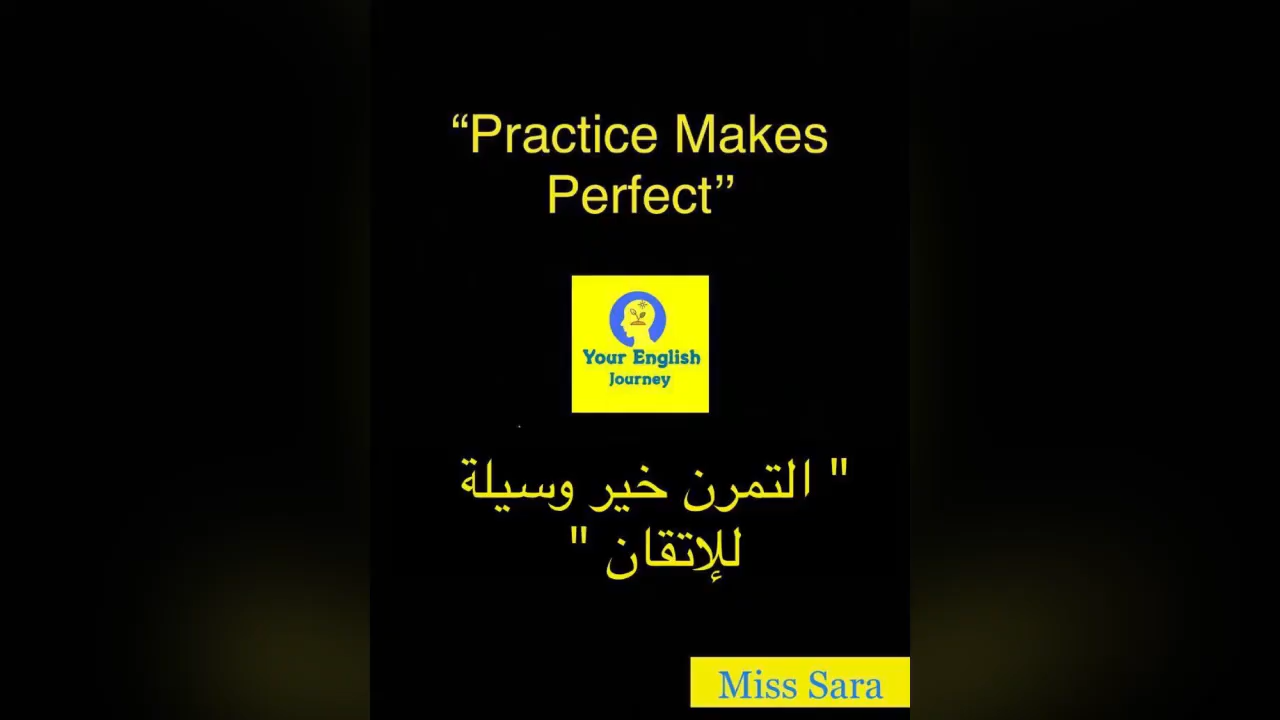 “Practice Makes
Perfect”
Your English
Journey
" التمرن خير وسيلة
للإتقان "
Miss Sara